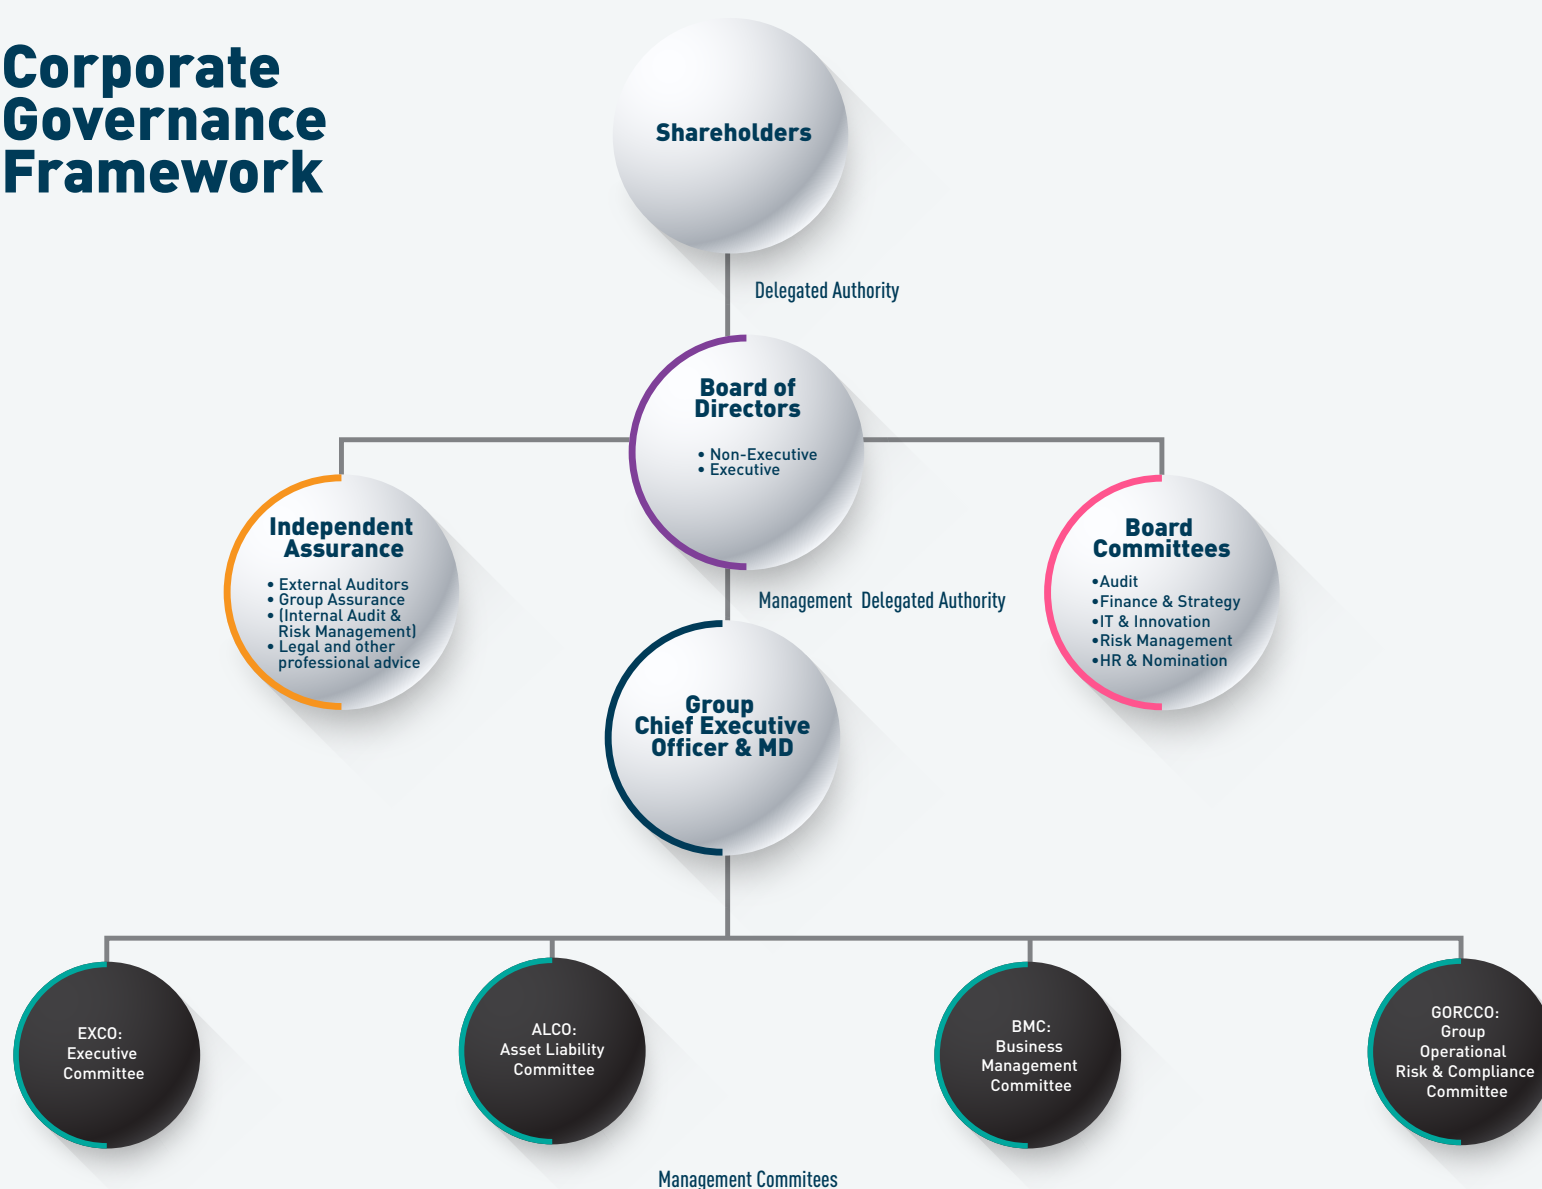 Corporate
Governance
Framework
Shareholders
Delegated Authority
Board of
Directors
• Non-Executive
• Executive
Independent
Assurance
• External Auditors
• Group Assurance
• (Internal Audit &
Risk Management)
• Legal and other
professional advice
Board
Committees
•Audit
•Finance & Strategy
•IT & Innovation
•Risk Management
•HR & Nomination
Management Delegated Authority
Group
Chief Executive
Officer & MD
EXCO:
Executive
Committee
ALCO:
Asset Liability
Committee
BMC:
Business
Management
Committee
GORCCO:
Group
Operational
Risk & Compliance
Committee
Management Commitees